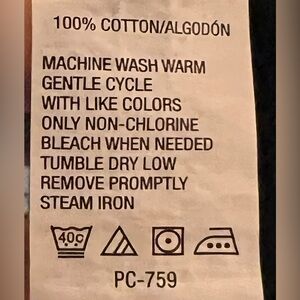 100% COTTON/ALGODÓN
MACHINE WASH WARM
GENTLE CYCLE
WITH LIKE COLORS
ONLY NON-CHLORINE
BLEACH WHEN NEEDED
TUMBLE DRY LOW
REMOVE PROMPTLY
STEAM IRON
40C
PC-759